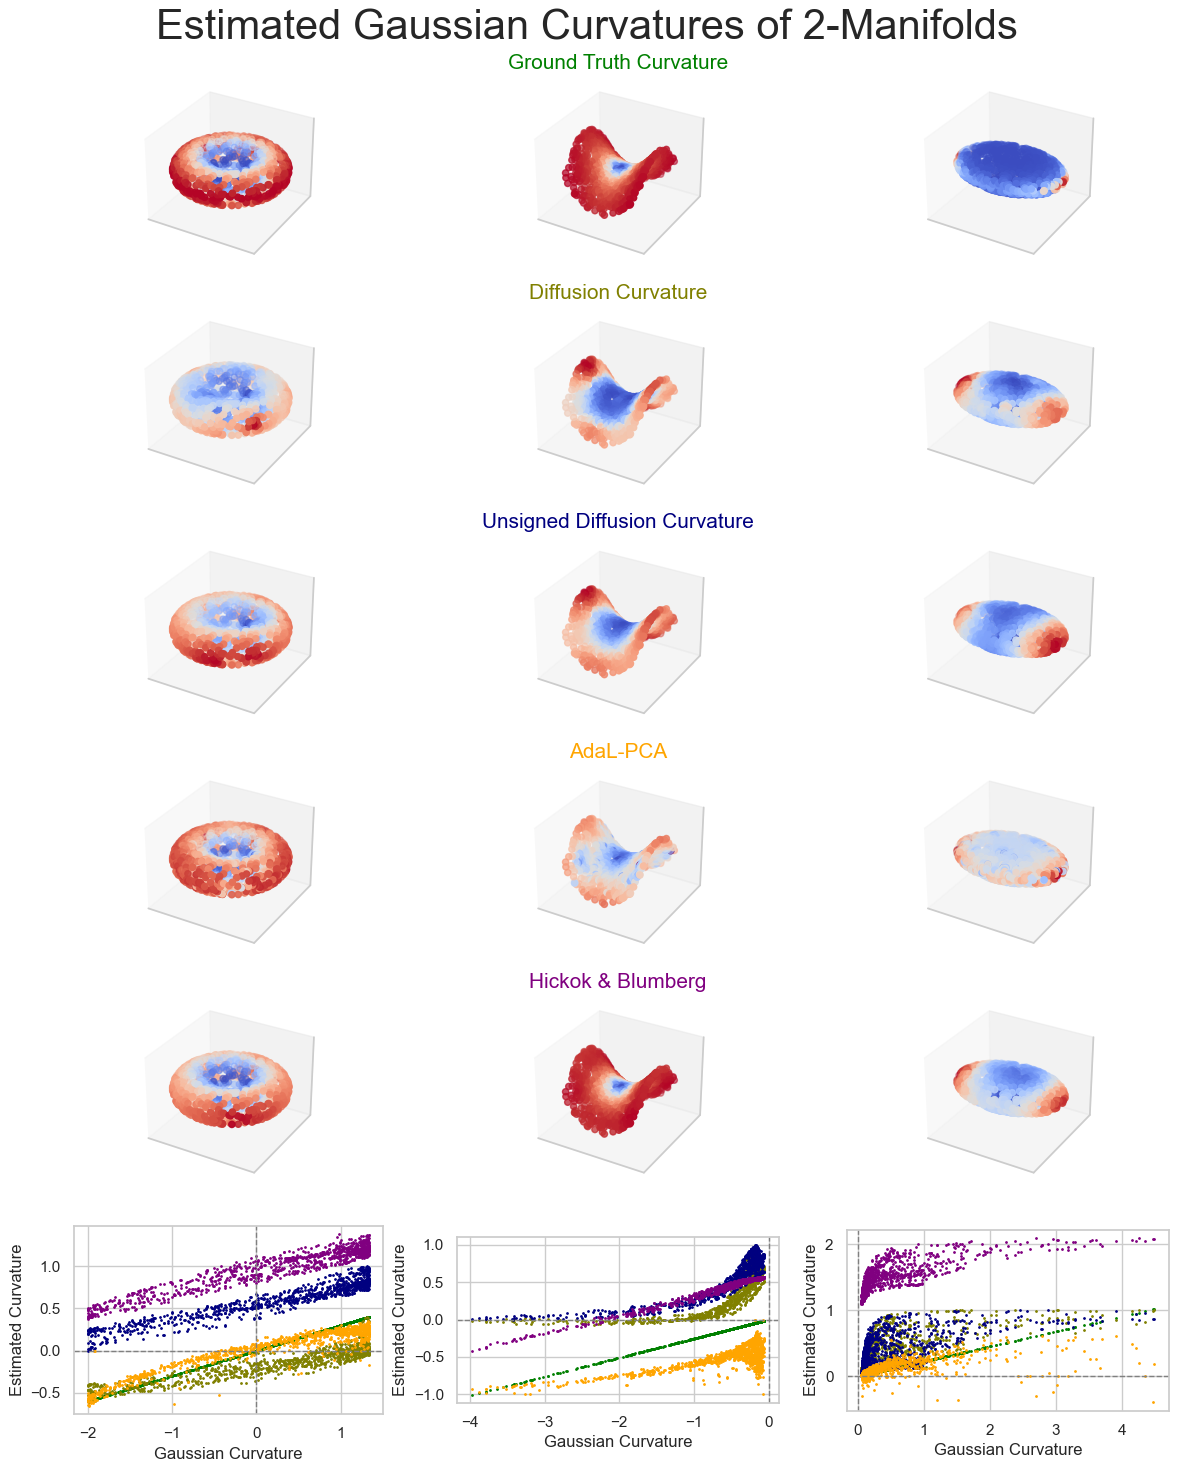 Estimated Gaussian Curvatures of 2-Manifolds
Ground Truth Curvature
Diffusion Curvature
Unsigned Diffusion Curvature
AdaL-PCA
Hickok & Blumberg
Estimated Curvature
1.0
0.5
0.0
−0.5
−2
−1
0
1
Gaussian Curvature
Estimated Curvature
1.0
0.5
0.0
−0.5
−1.0
−4
−3
−2
−1
0
Gaussian Curvature
Estimated Curvature
2
1
0
0
1
2
3
4
Gaussian Curvature